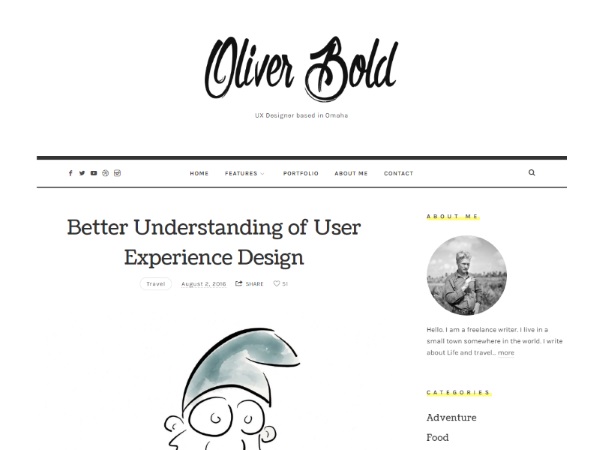 Oliver Bold
UX Designer based in Omaha
HOME FEATURES PORTFOLIO ABOUT ME CONTACT
Better Understanding of User
Experience Design
Travel August 2, 2016 SHARE 51
ABOUT ME
Hello. I am a freelance writer. I live in a
small town somewhere in the world. I write
about Life and travel... more
CATEGORIES
Adventure
Food